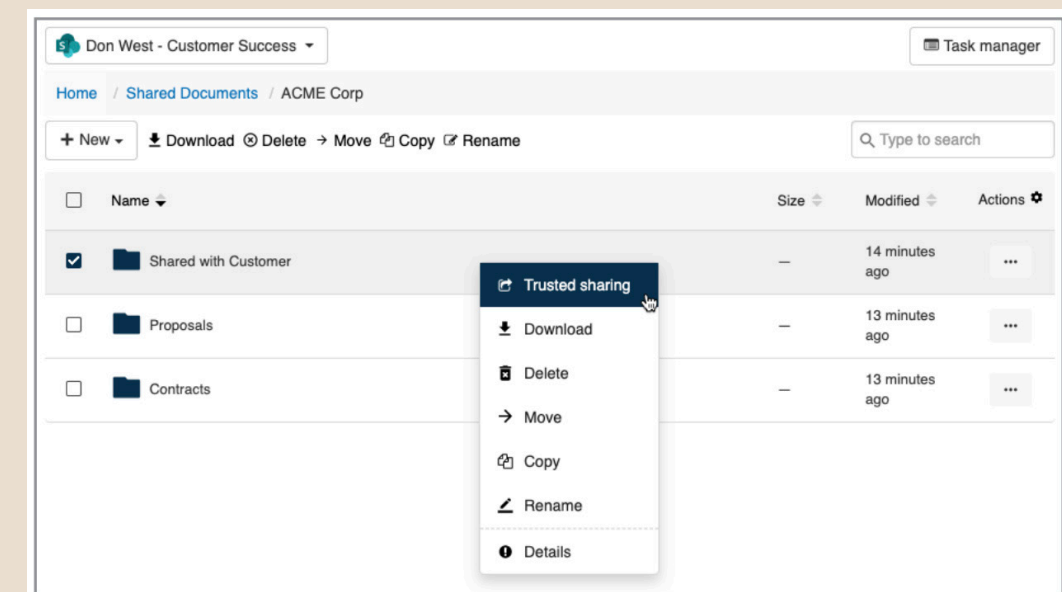 S Don West - Customer Success
Task manager
Home / Shared Documents / ACME Corp
+ New Download Delete → Move Copy Rename
Type to search
Name Size Modified Actions
Shared with Customer — 14 minutes ago ...
Trusted sharing
Proposals — 13 minutes ago ...
Download
Delete
Contracts — 13 minutes ago ...
Move
Copy
Rename
Details